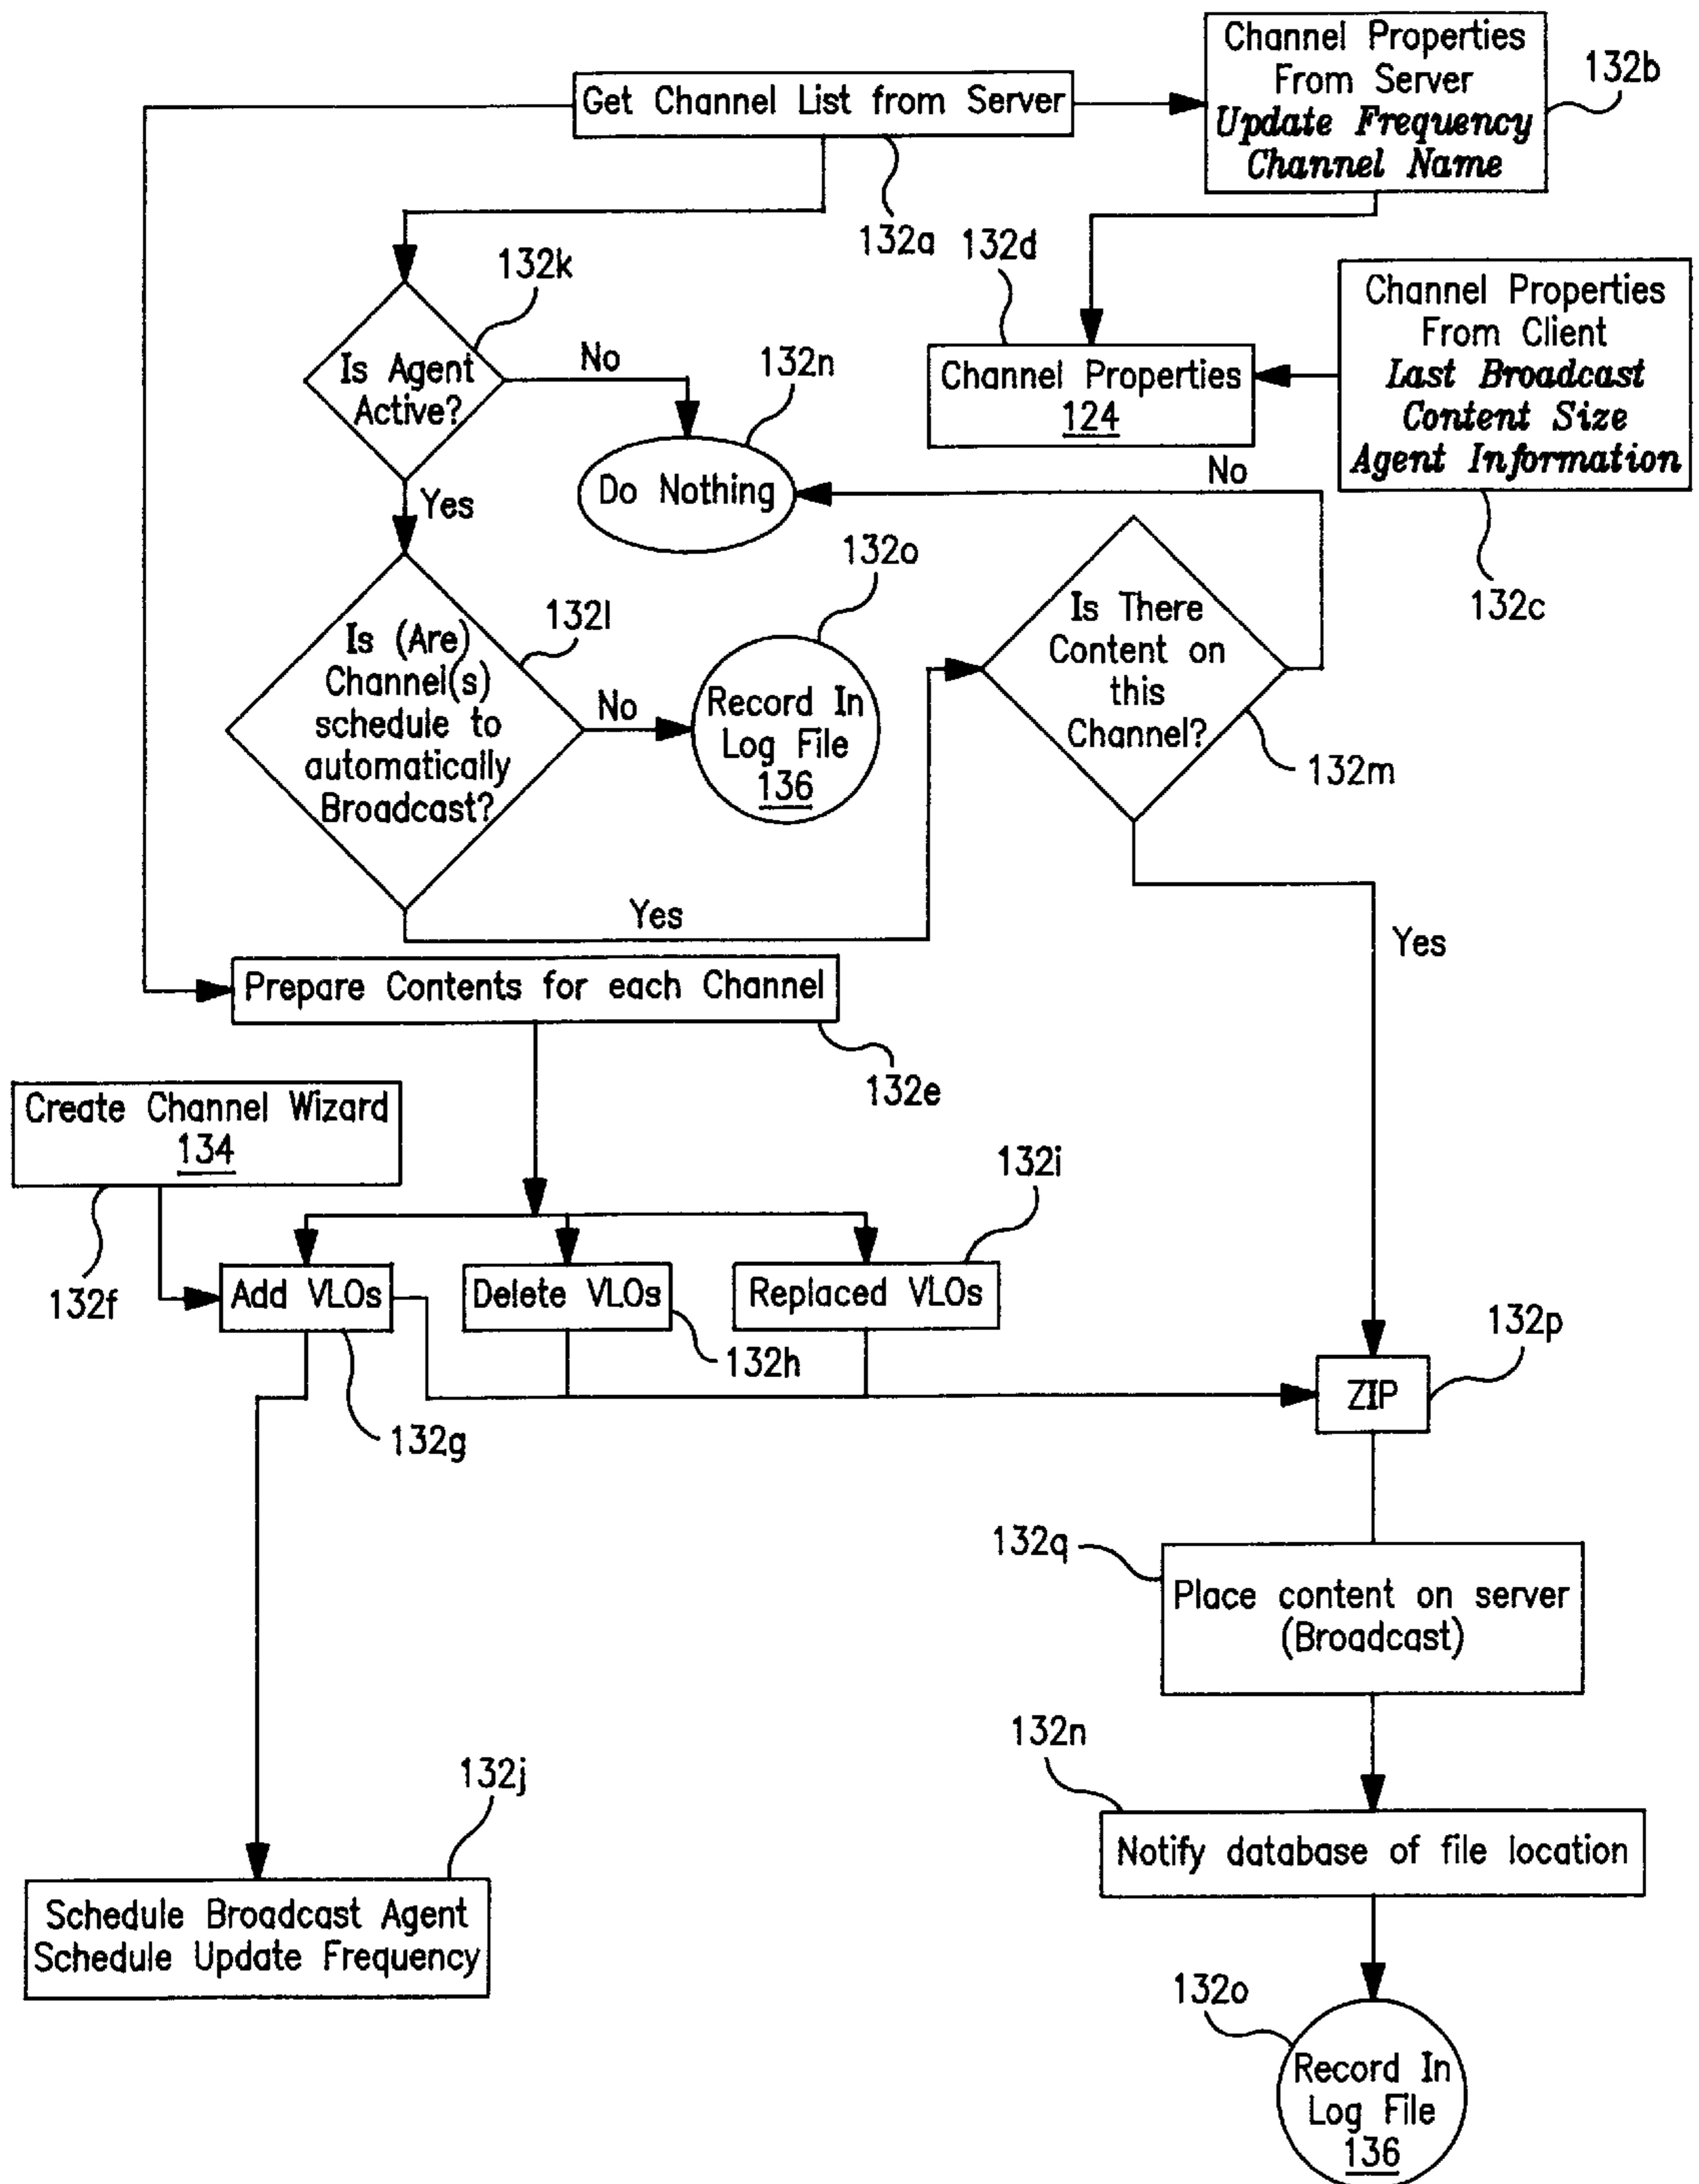 Channel Properties
From Server
Update Frequency
Channel Name
132b
Get Channel List from Server
132a
132d
132k
Channel Properties
From Client
Last Broadcast
Content Size
Agent Information
132c
Is Agent
Active?
No
132n
Channel Properties
124
Do Nothing
No
Yes
132o
132l
Is (Are)
Channel(s)
schedule to
automatically
Broadcast?
No
Record In
Log File
136
Is There
Content on
this
Channel?
132m
Yes
Yes
Prepare Contents for each Channel
132e
Create Channel Wizard
134
132f
132i
Add VLOs
Delete VLOs
Replaced VLOs
132h
132g
132p
ZIP
132q
Place content on server
(Broadcast)
132n
Notify database of file location
132j
Schedule Broadcast Agent
Schedule Update Frequency
132o
Record In
Log File
136